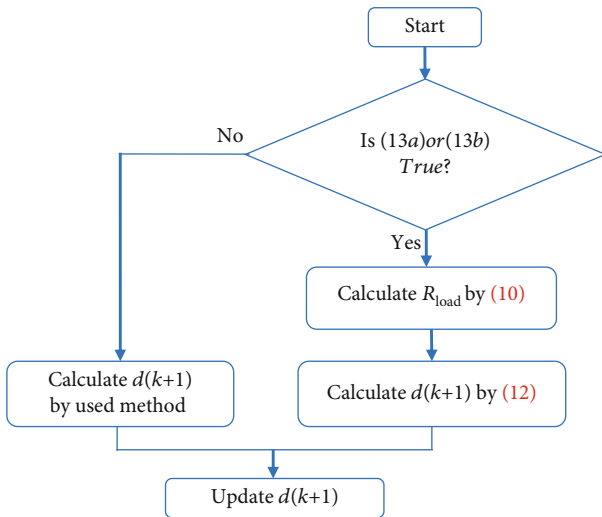 Start
Is (13a)or(13b)
True?
No
Yes
Calculate Rload by (10)
Calculate d(k+1)
by used method
Calculate d(k+1) by (12)
Update d(k+1)